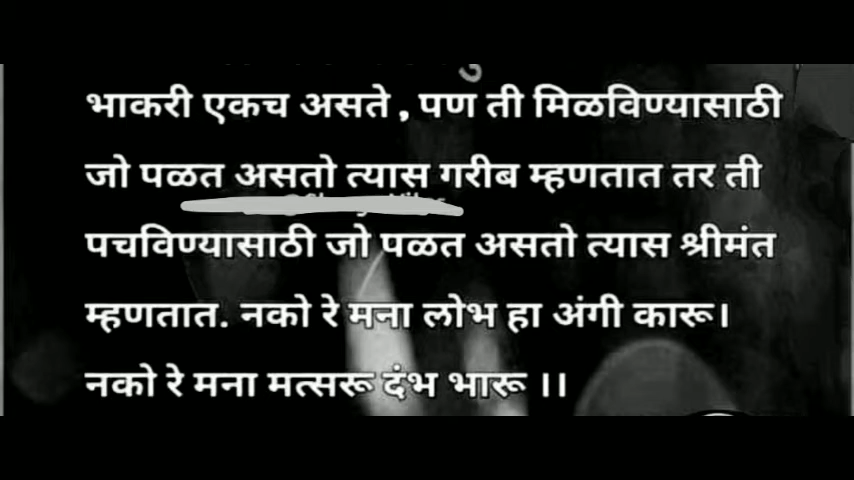 भाकरी एकच असते , पण ती मिळविण्यासाठी
जो पळत असतो त्यास गरीब म्हणतात तर ती
पचविण्यासाठी जो पळत असतो त्यास श्रीमंत
म्हणतात. नको रे मना लोभ हा अंगी कारू।
नको रे मना मत्सरू दंभ भारू ।।